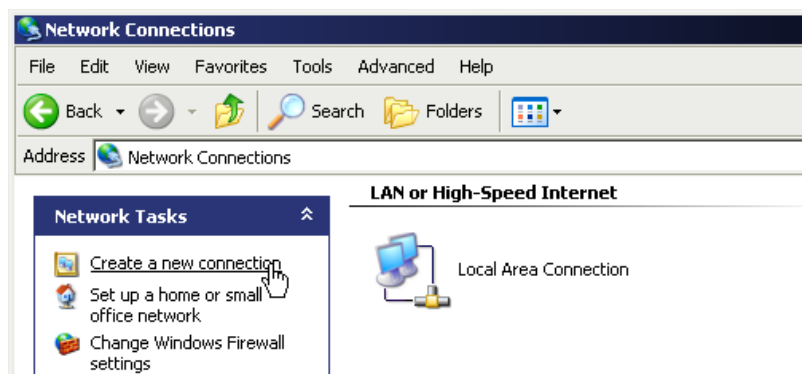 Network Connections
File Edit View Favorites Tools Advanced Help
Back Search Folders
Address Network Connections
Network Tasks
Create a new connection
Set up a home or small
office network
Change Windows Firewall
settings
LAN or High-Speed Internet
Local Area Connection